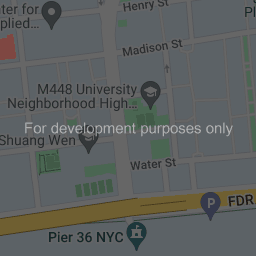 Henry St
nter for
plied...
Pl
Madison St
M448 University
Neighborhood High...
For development purposes only
Shuang Wen
Water St
FDR
P
Pier 36 NYC